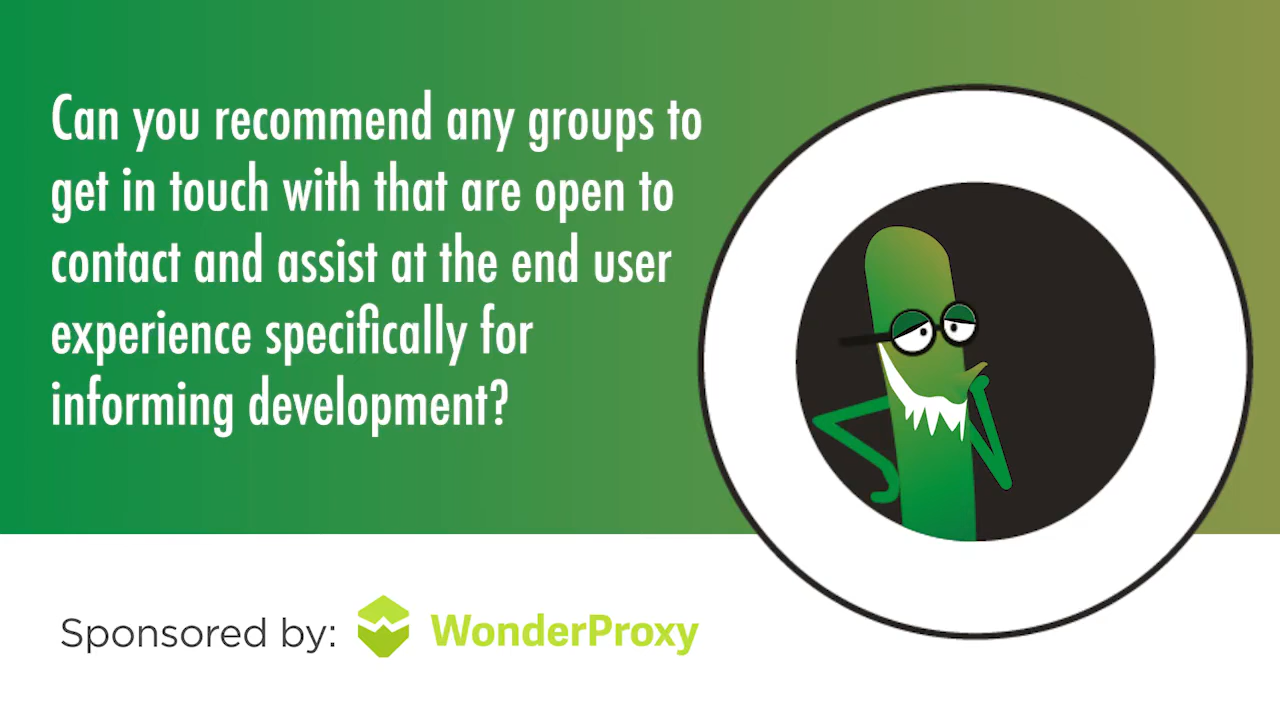 Can you recommend any groups to
get in touch with that are open to
contact and assist at the end user
experience specifically for
informing development?
Sponsored by: WonderProxy